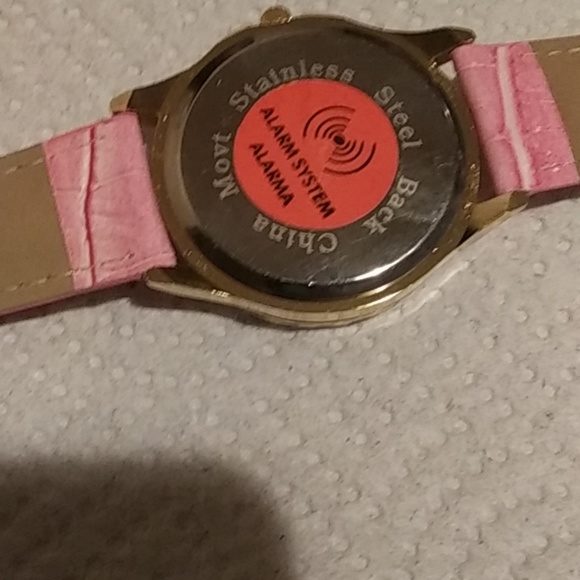 Stainless Steel Back China Movt
ALARM SYSTEM
ALARMA